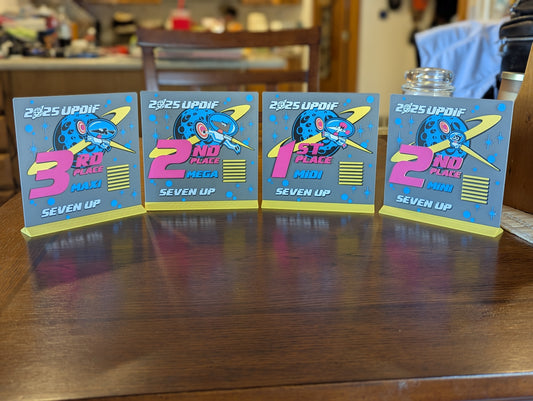 2025 UPDIF
3RD
PLACE
MAXI
SEVEN UP
2025 UPDIF
2ND
PLACE
MEGA
SEVEN UP
2025 UPDIF
1ST
PLACE
MIDI
SEVEN UP
2025 UPDIF
2ND
PLACE
MINI
SEVEN UP